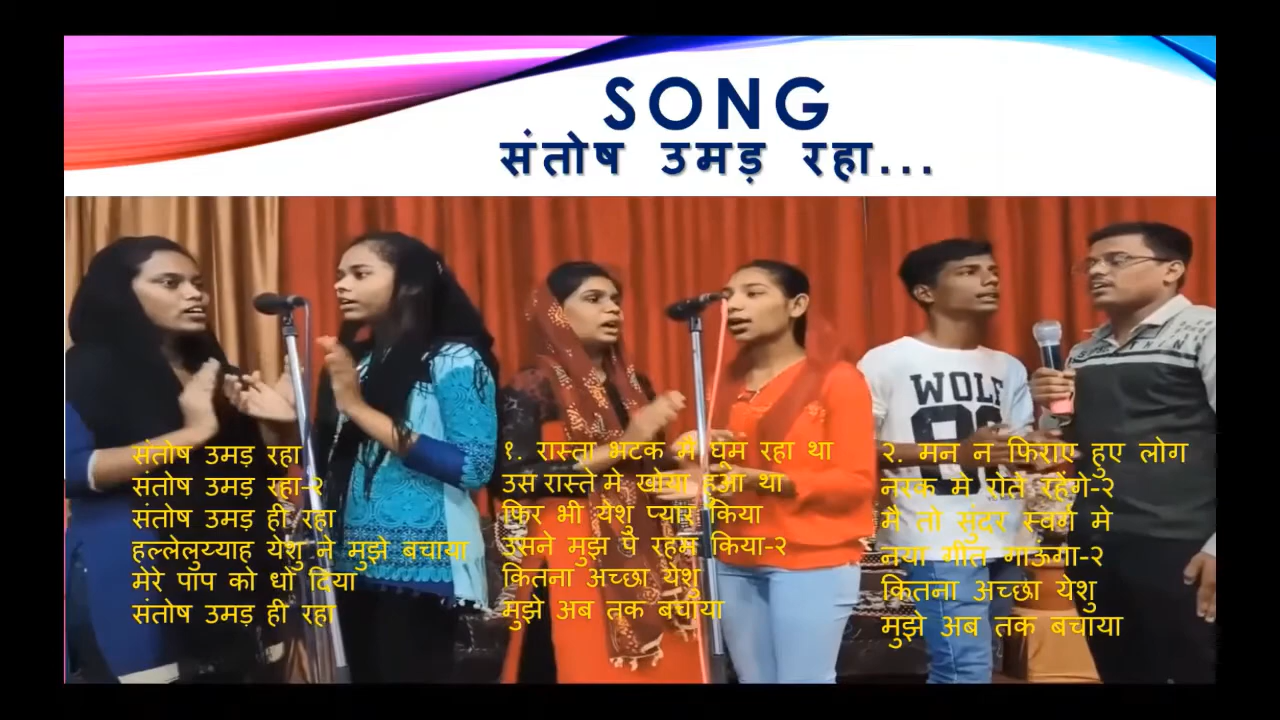 SONG
संतोष उमड़ रहा...
WOLF
संतोष उमड़ रहा
संतोष उमड़ रहा-२
संतोष उमड़ ही रहा
हल्लेलुय्याह येशु ने मुझे बचाया
मेरे पाप को धो दिया
संतोष उमड़ ही रहा
१. रास्ता भटक मै घूम रहा था
उस रास्ते मे खोया हुआ था
फिर भी येशु प्यार किया
उसने मुझ पे रहम किया-२
कितना अच्छा येशु
मुझे अब तक बचाया
२. मन न फिराए हुए लोग
नरक मे रोते रहेंगे-२
मै तो सुंदर स्वर्ग मे
नया गीत गाऊंगा-२
कितना अच्छा येशु
मुझे अब तक बचाया